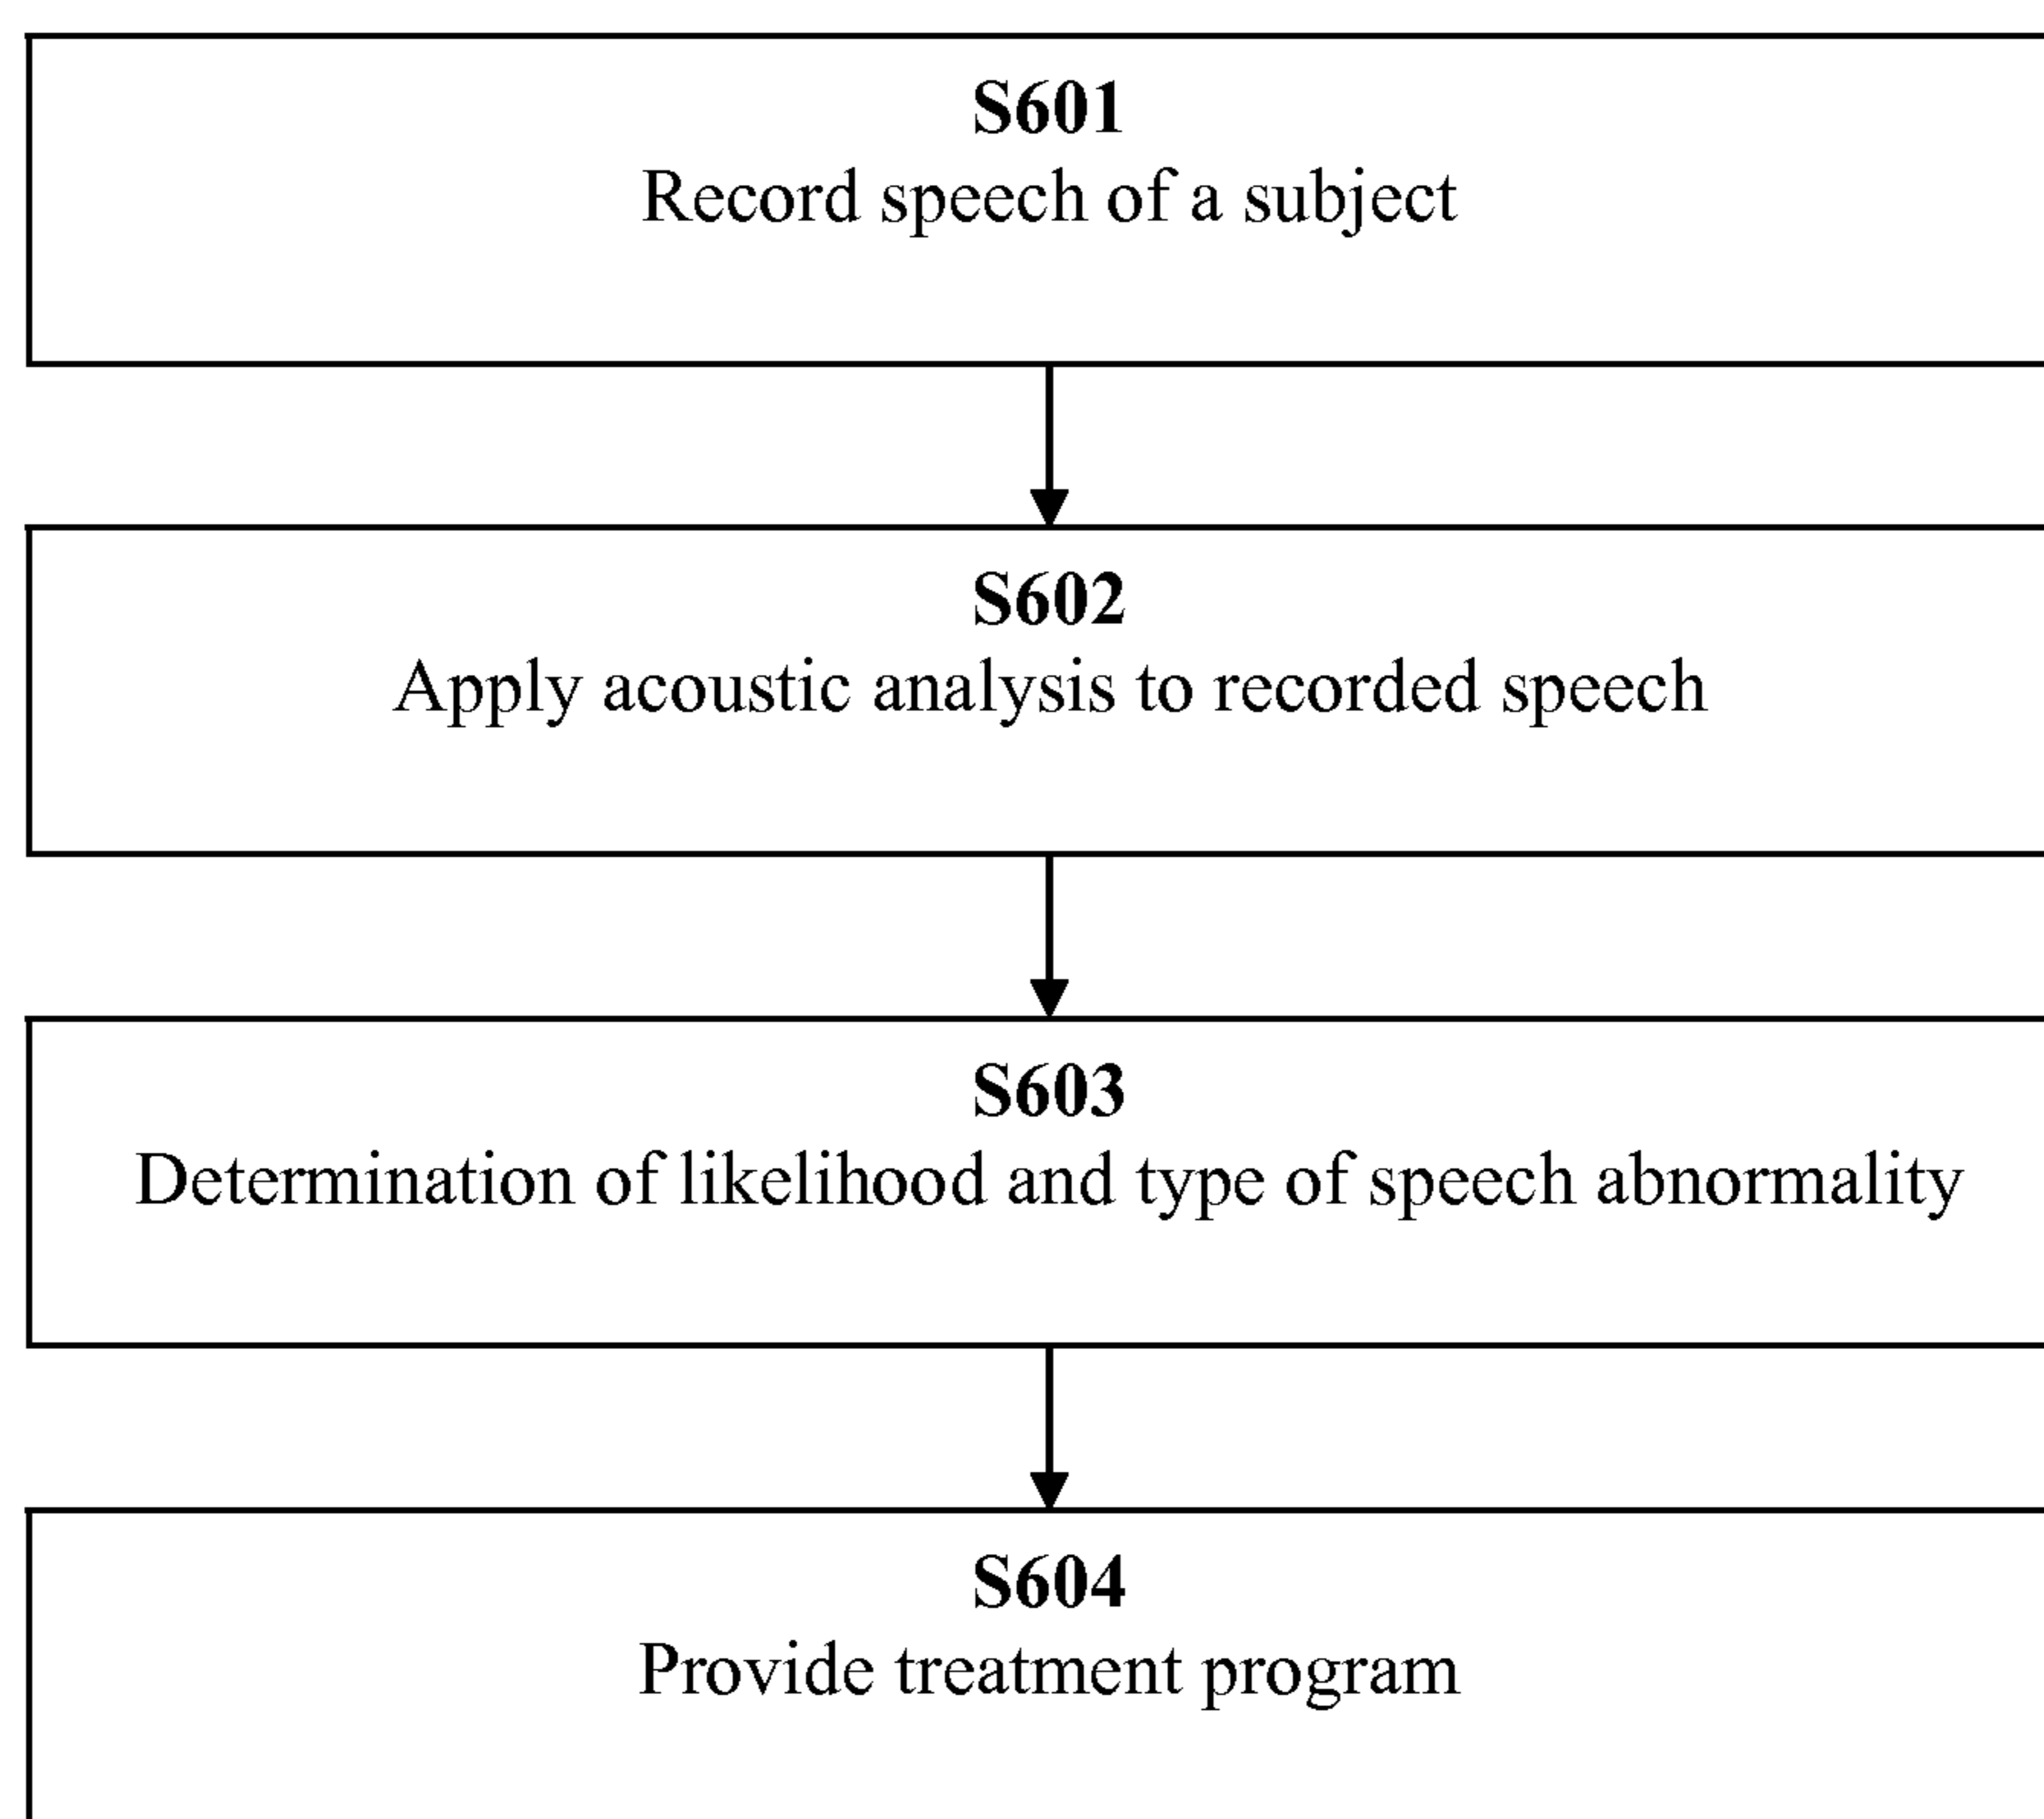 S601
Record speech of a subject
S602
Apply acoustic analysis to recorded speech
S603
Determination of likelihood and type of speech abnormality
S604
Provide treatment program